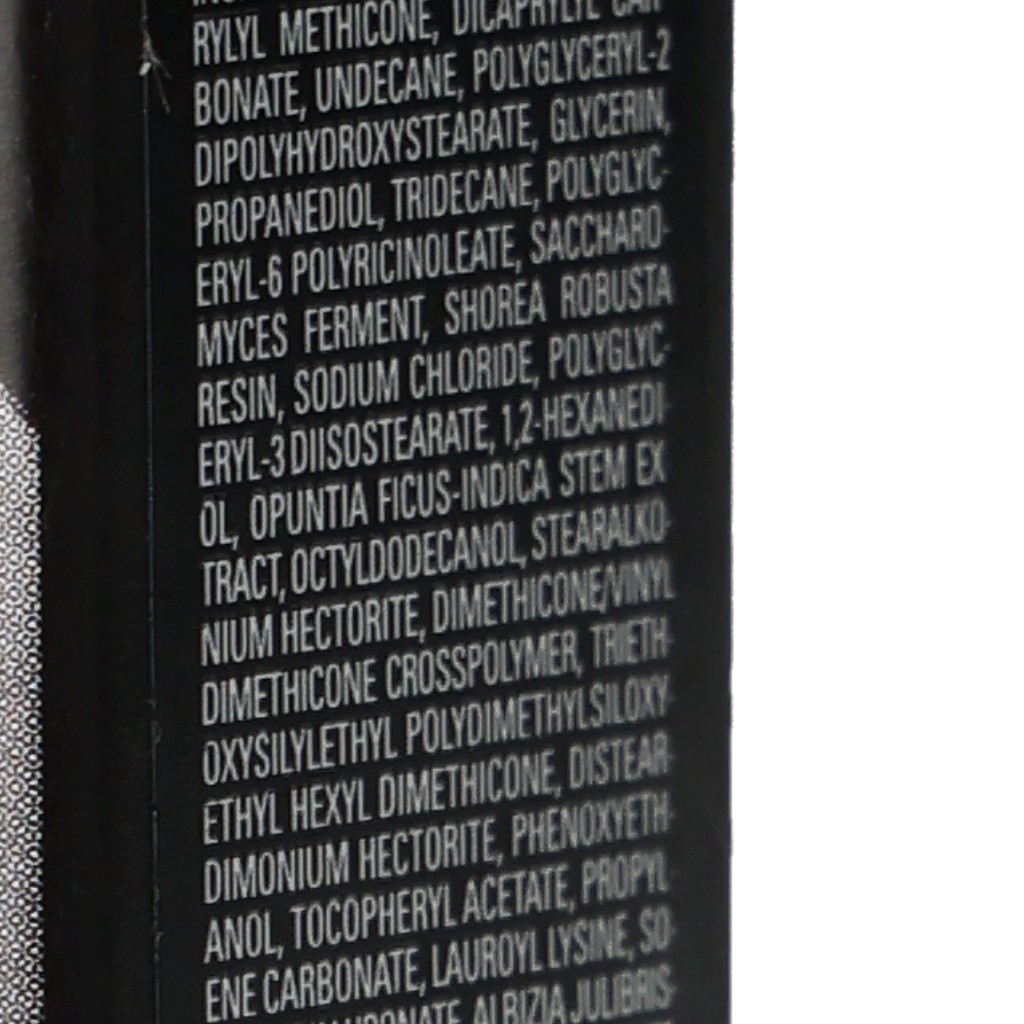 RYLYL METHICONE, DICAPRYLYL CAR-
BONATE, UNDECANE, POLYGLYCERYL-2
DIPOLYHYDROXYSTEARATE, GLYCERIN,
PROPANEDIOL, TRIDECANE, POLYGLYC-
ERYL-6 POLYRICINOLEATE, SACCHARO-
MYCES FERMENT, SHOREA ROBUSTA
RESIN, SODIUM CHLORIDE, POLYGLYC-
ERYL-3 DIISOSTEARATE, 1,2-HEXANEDI-
OL, OPUNTIA FICUS-INDICA STEM EX
TRACT, OCTYLDODECANOL, STEARALKO-
NIUM HECTORITE, DIMETHICONE/VINYL
DIMETHICONE CROSSPOLYMER, TRIETH-
OXYSILYLETHYL POLYDIMETHYLSILOXY-
ETHYL HEXYL DIMETHICONE, DISTEAR-
DIMONIUM HECTORITE, PHENOXYETH-
ANOL, TOCOPHERYL ACETATE, PROPYL-
ENE CARBONATE, LAUROYL LYSINE, SO-
ALBIZIA JULIBRIS-